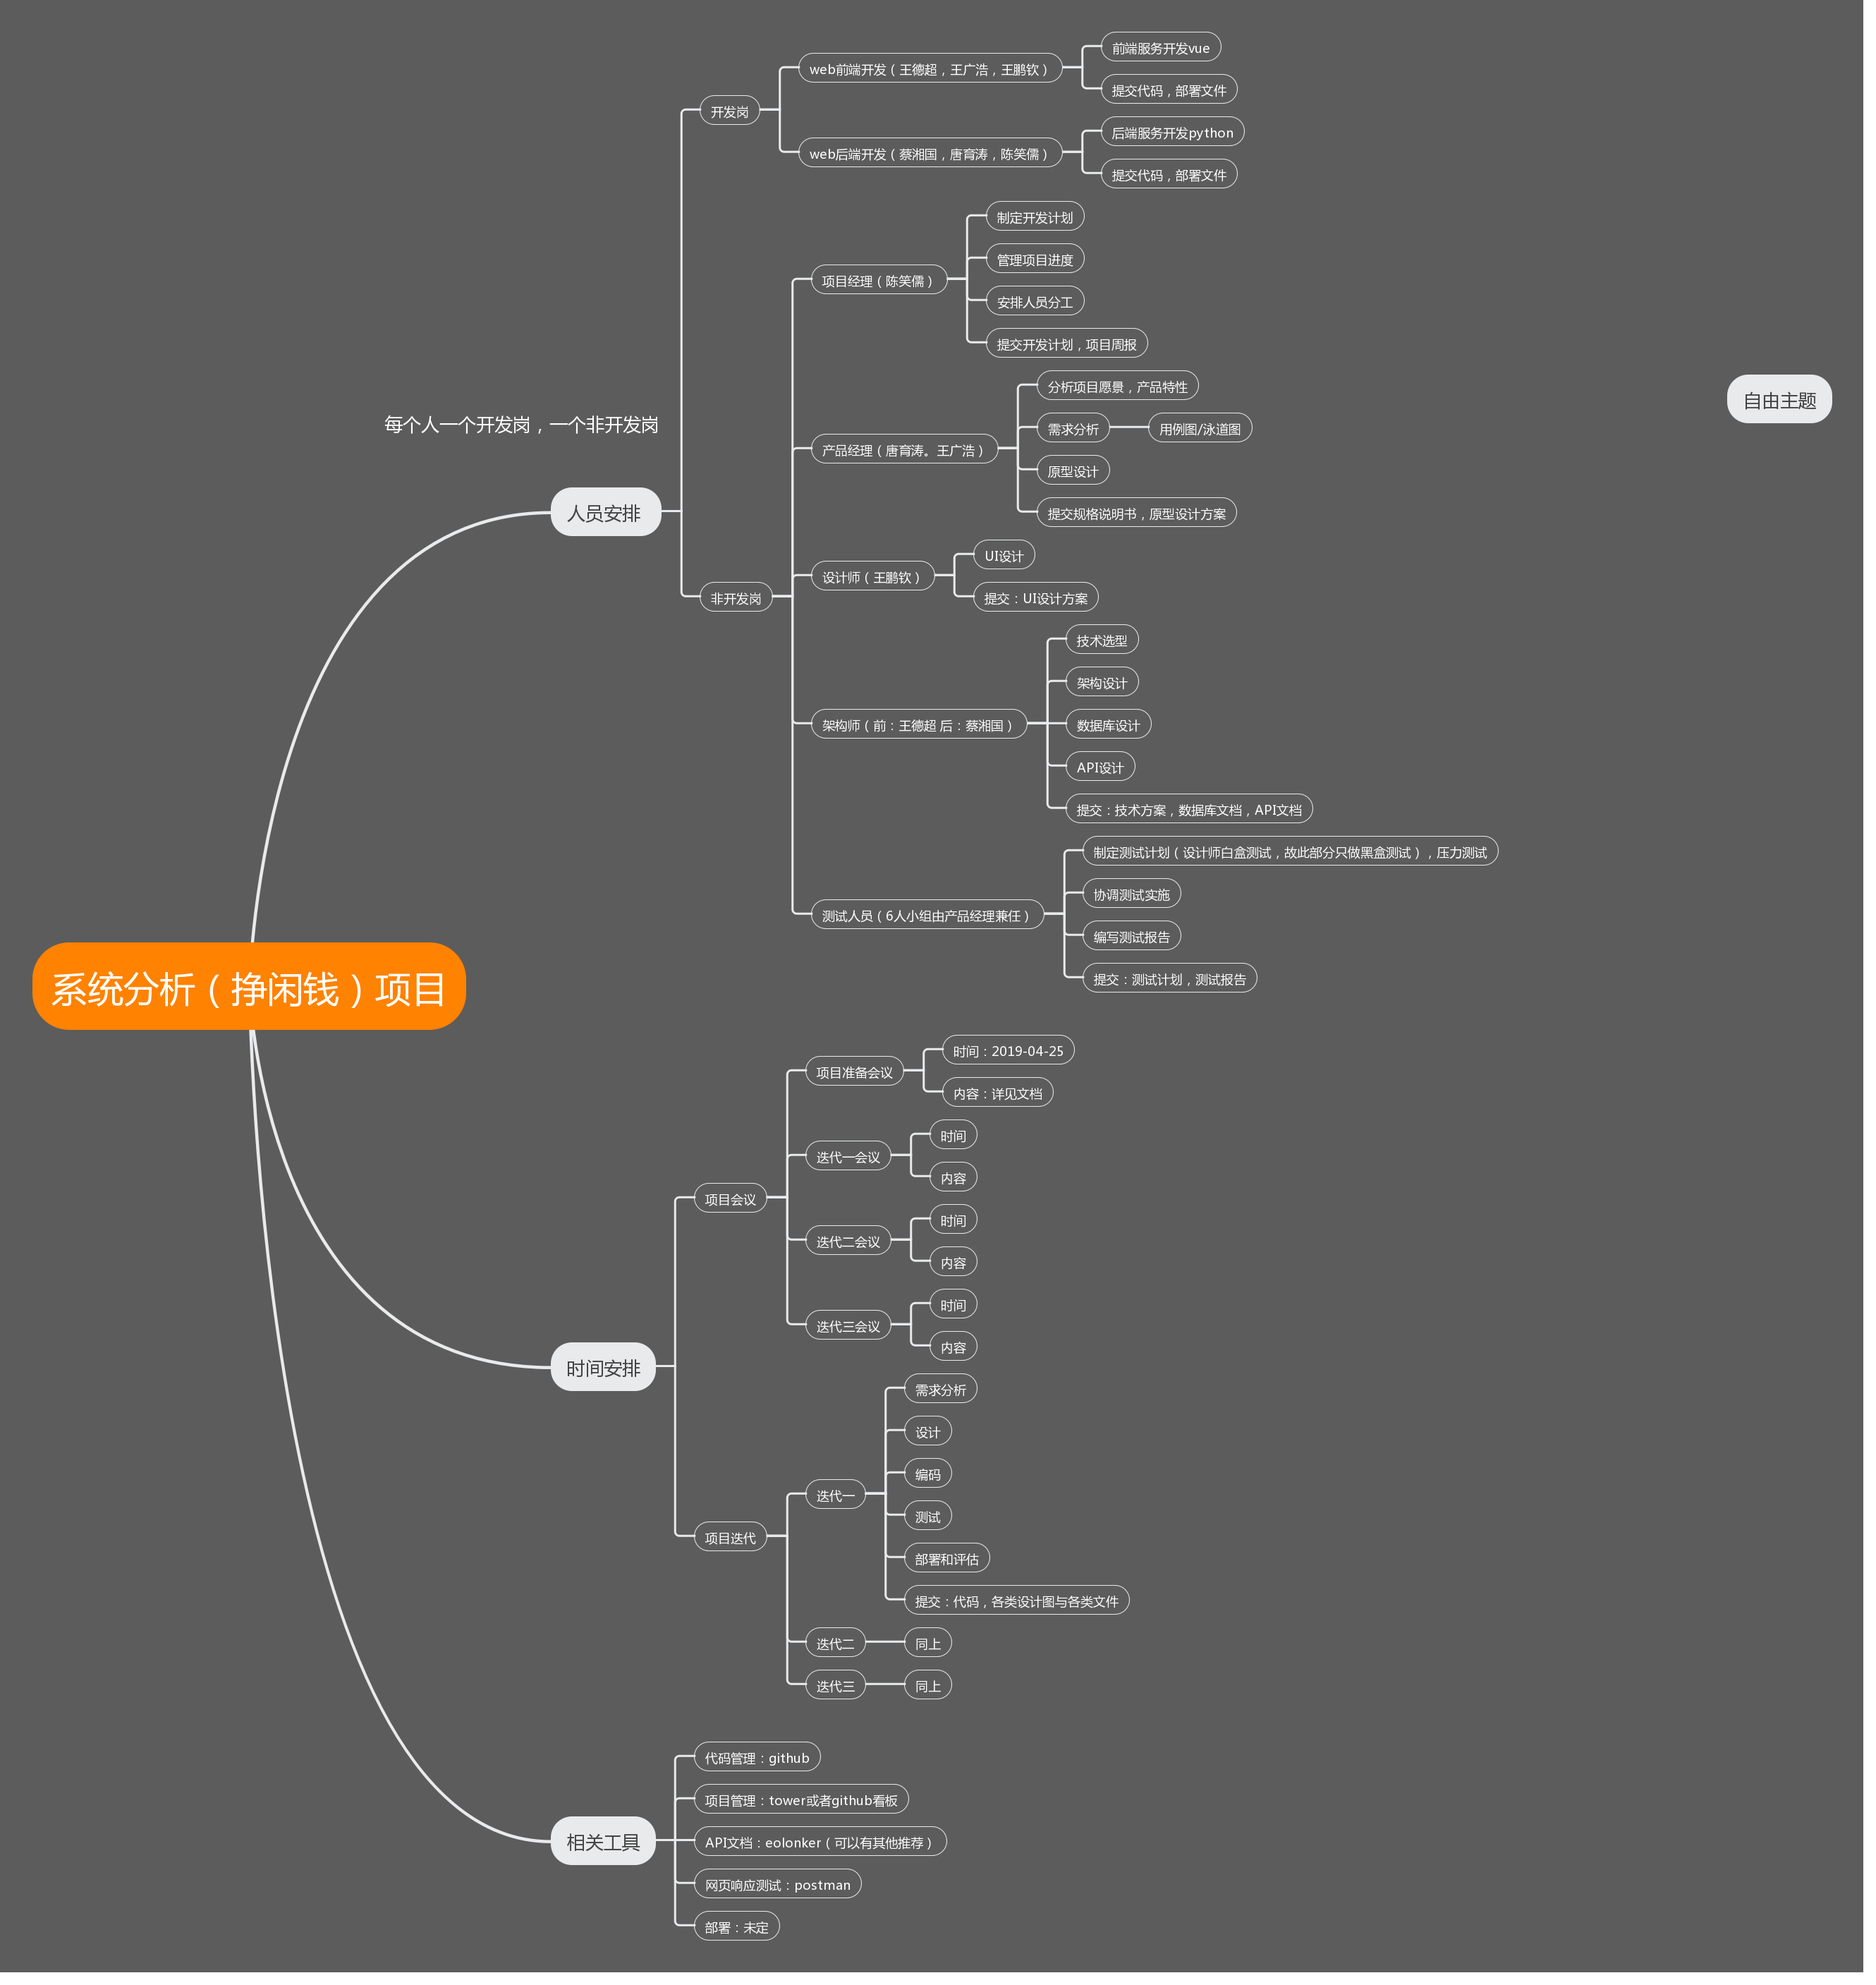 系统分析（挣闲钱）项目
每个人一个开发岗，一个非开发岗
人员安排
开发岗
web前端开发（王德超，王广浩，王鹏钦）
前端服务开发vue
提交代码，部署文件
web后端开发（蔡湘国，唐育涛，陈笑儒）
后端服务开发python
提交代码，部署文件
非开发岗
项目经理（陈笑儒）
制定开发计划
管理项目进度
安排人员分工
提交开发计划，项目周报
产品经理（唐育涛。王广浩）
分析项目愿景，产品特性
需求分析
用例图/泳道图
原型设计
提交规格说明书，原型设计方案
设计师（王鹏钦）
UI设计
提交：UI设计方案
架构师（前：王德超 后：蔡湘国）
技术选型
架构设计
数据库设计
API设计
提交：技术方案，数据库文档，API文档
测试人员（6人小组由产品经理兼任）
制定测试计划（设计师白盒测试，故此部分只做黑盒测试），压力测试
协调测试实施
编写测试报告
提交：测试计划，测试报告
时间安排
项目会议
项目准备会议
时间：2019-04-25
内容：详见文档
迭代一会议
时间
内容
迭代二会议
时间
内容
迭代三会议
时间
内容
项目迭代
迭代一
需求分析
设计
编码
测试
部署和评估
提交：代码，各类设计图与各类文件
迭代二
同上
迭代三
同上
相关工具
代码管理：github
项目管理：tower或者github看板
API文档：eolonker（可以有其他推荐）
网页响应测试：postman
部署：未定
自由主题